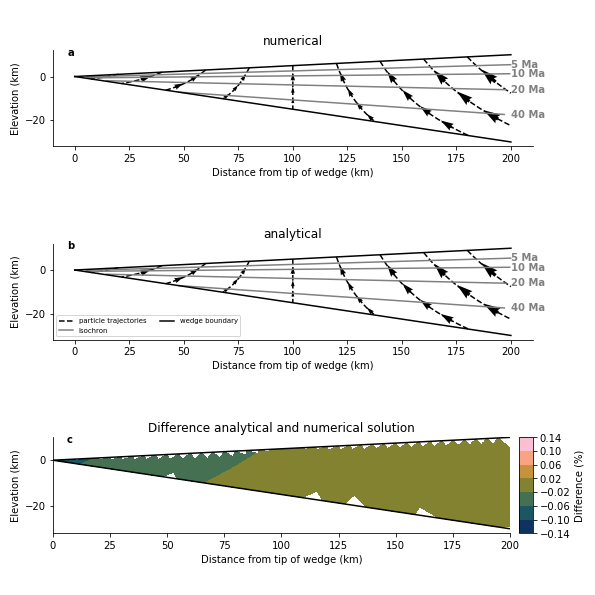 numerical
a
Elevation (km)
0
−20
5 Ma
10 Ma
20 Ma
40 Ma
0 25 50 75 100 125 150 175 200
Distance from tip of wedge (km)
analytical
b
Elevation (km)
0
−20
5 Ma
10 Ma
20 Ma
40 Ma
particle trajectories wedge boundary
isochron
0 25 50 75 100 125 150 175 200
Distance from tip of wedge (km)
Difference analytical and numerical solution
c
Elevation (km)
0
−20
0 25 50 75 100 125 150 175 200
Distance from tip of wedge (km)
0.14
0.10
0.06
0.02
−0.02
−0.06
−0.10
−0.14
Difference (%)